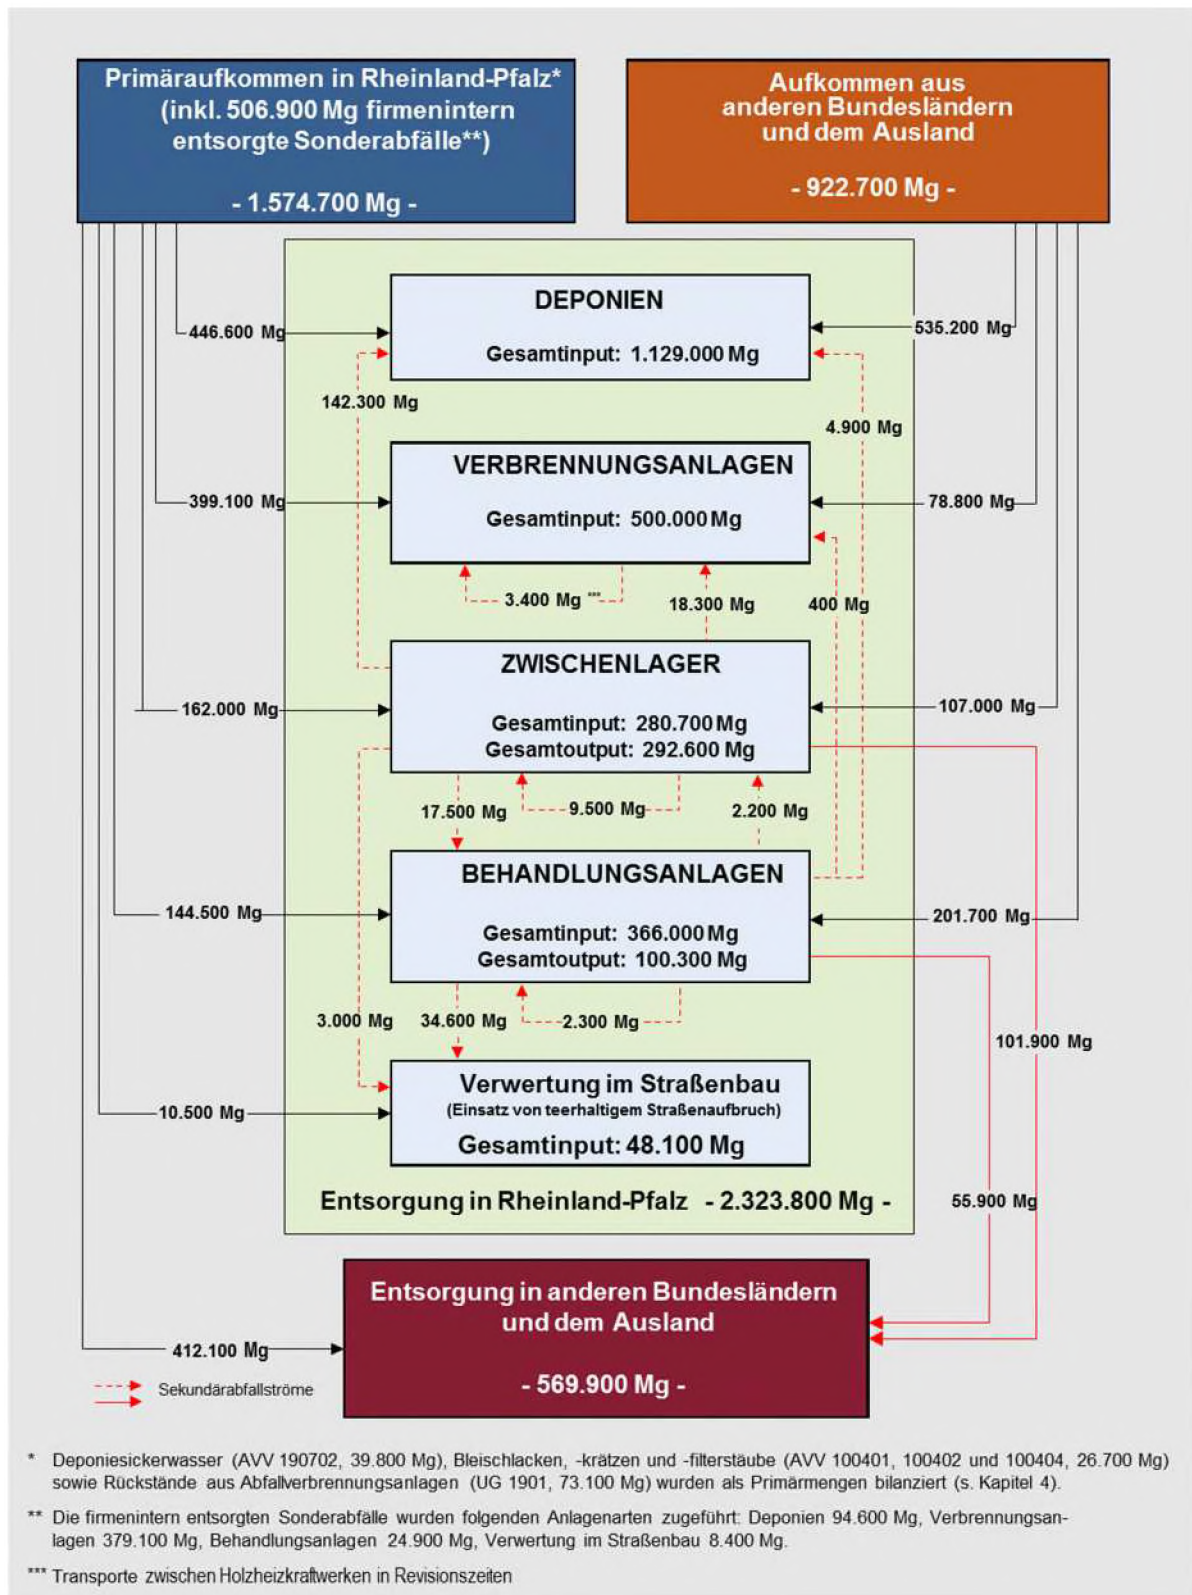 Primäraufkommen in Rheinland-Pfalz*
(inkl. 506.900 Mg firmenintern
entsorgte Sonderabfälle**)
- 1.574.700 Mg -
Aufkommen aus
anderen Bundesländern
und dem Ausland
- 922.700 Mg -
DEPONIEN
446.600 Mg
535.200 Mg
Gesamtinput: 1.129.000 Mg
142.300 Mg
4.900 Mg
VERBRENNUNGSANLAGEN
399.100 Mg
78.800 Mg
Gesamtinput: 500.000 Mg
3.400 Mg ***
18.300 Mg
400 Mg
ZWISCHENLAGER
162.000 Mg
107.000 Mg
Gesamtinput: 280.700 Mg
Gesamtoutput: 292.600 Mg
17.500 Mg
9.500 Mg
2.200 Mg
BEHANDLUNGSANLAGEN
144.500 Mg
201.700 Mg
Gesamtinput: 366.000 Mg
Gesamtoutput: 100.300 Mg
3.000 Mg
34.600 Mg
2.300 Mg
101.900 Mg
Verwertung im Straßenbau
(Einsatz von teerhaltigem Straßenaufbruch)
10.500 Mg
Gesamtinput: 48.100 Mg
Entsorgung in Rheinland-Pfalz - 2.323.800 Mg -
55.900 Mg
Entsorgung in anderen Bundesländern
und dem Ausland
412.100 Mg
- 569.900 Mg -
Sekundärabfallströme
* Deponiesickerwasser (AVV 190702, 39.800 Mg), Bleischlacken, -krätzen und -filterstäube (AVV 100401, 100402 und 100404, 26.700 Mg)
sowie Rückstände aus Abfallverbrennungsanlagen (UG 1901, 73.100 Mg) wurden als Primärmengen bilanziert (s. Kapitel 4).
** Die firmenintern entsorgten Sonderabfälle wurden folgenden Anlagenarten zugeführt: Deponien 94.600 Mg, Verbrennungsan-
lagen 379.100 Mg, Behandlungsanlagen 24.900 Mg, Verwertung im Straßenbau 8.400 Mg.
*** Transporte zwischen Holzheizkraftwerken in Revisionszeiten